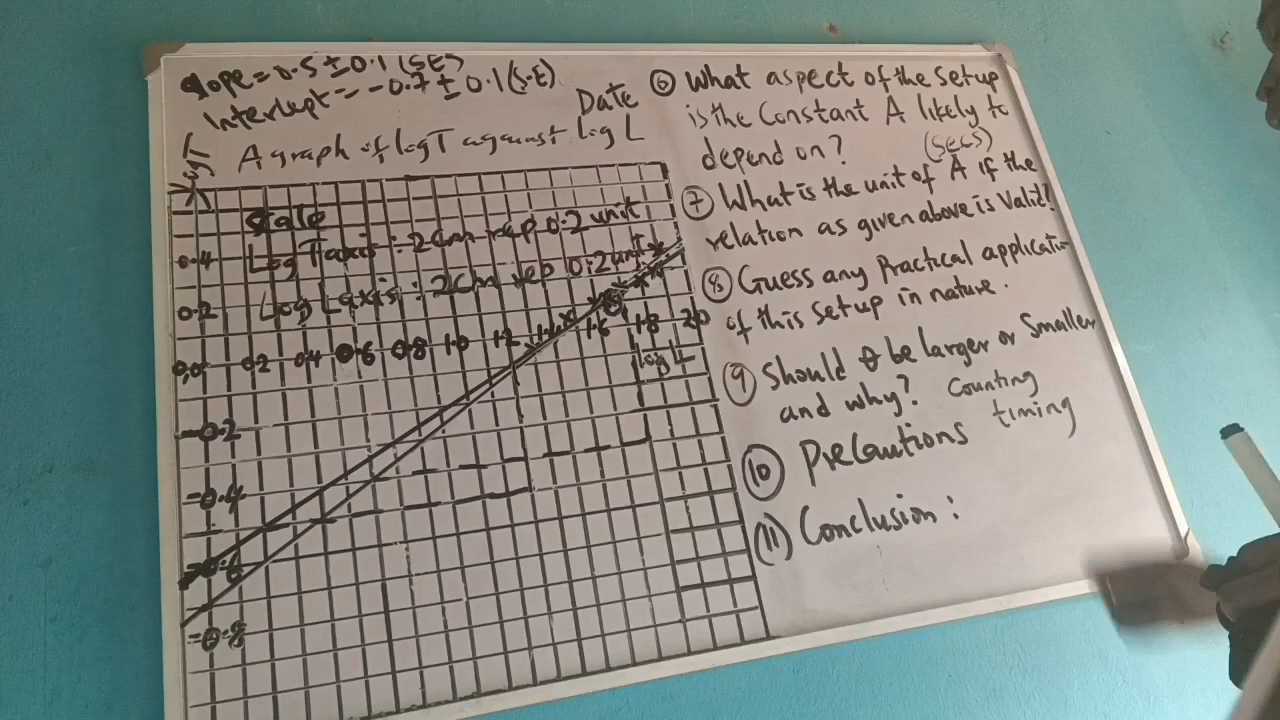 Slope = 0.5 ± 0.1 (SE)
Intercept = -0.7 ± 0.1 (S.E)
Date
A graph of log T against log L
log T
Scale
Log T axis : 2cm rep 0.2 unit
Log L axis : 2cm rep 0.2 unit
0.4
0.2
0.0 0.2 0.4 0.6 0.8 1.0 1.2 1.4 1.6 1.8 2.0
log L
-0.2
-0.4
-0.6
-0.8
⑥ What aspect of the setup
is the Constant A likely to
depend on? (secs)
⑦ What is the unit of A if the
relation as given above is Valid?
⑧ Guess any Practical applicati
of this setup in nature.
⑨ Should θ be larger or smaller
and why? Counting
timing
⑩ Precautions
(11) Conclusion :